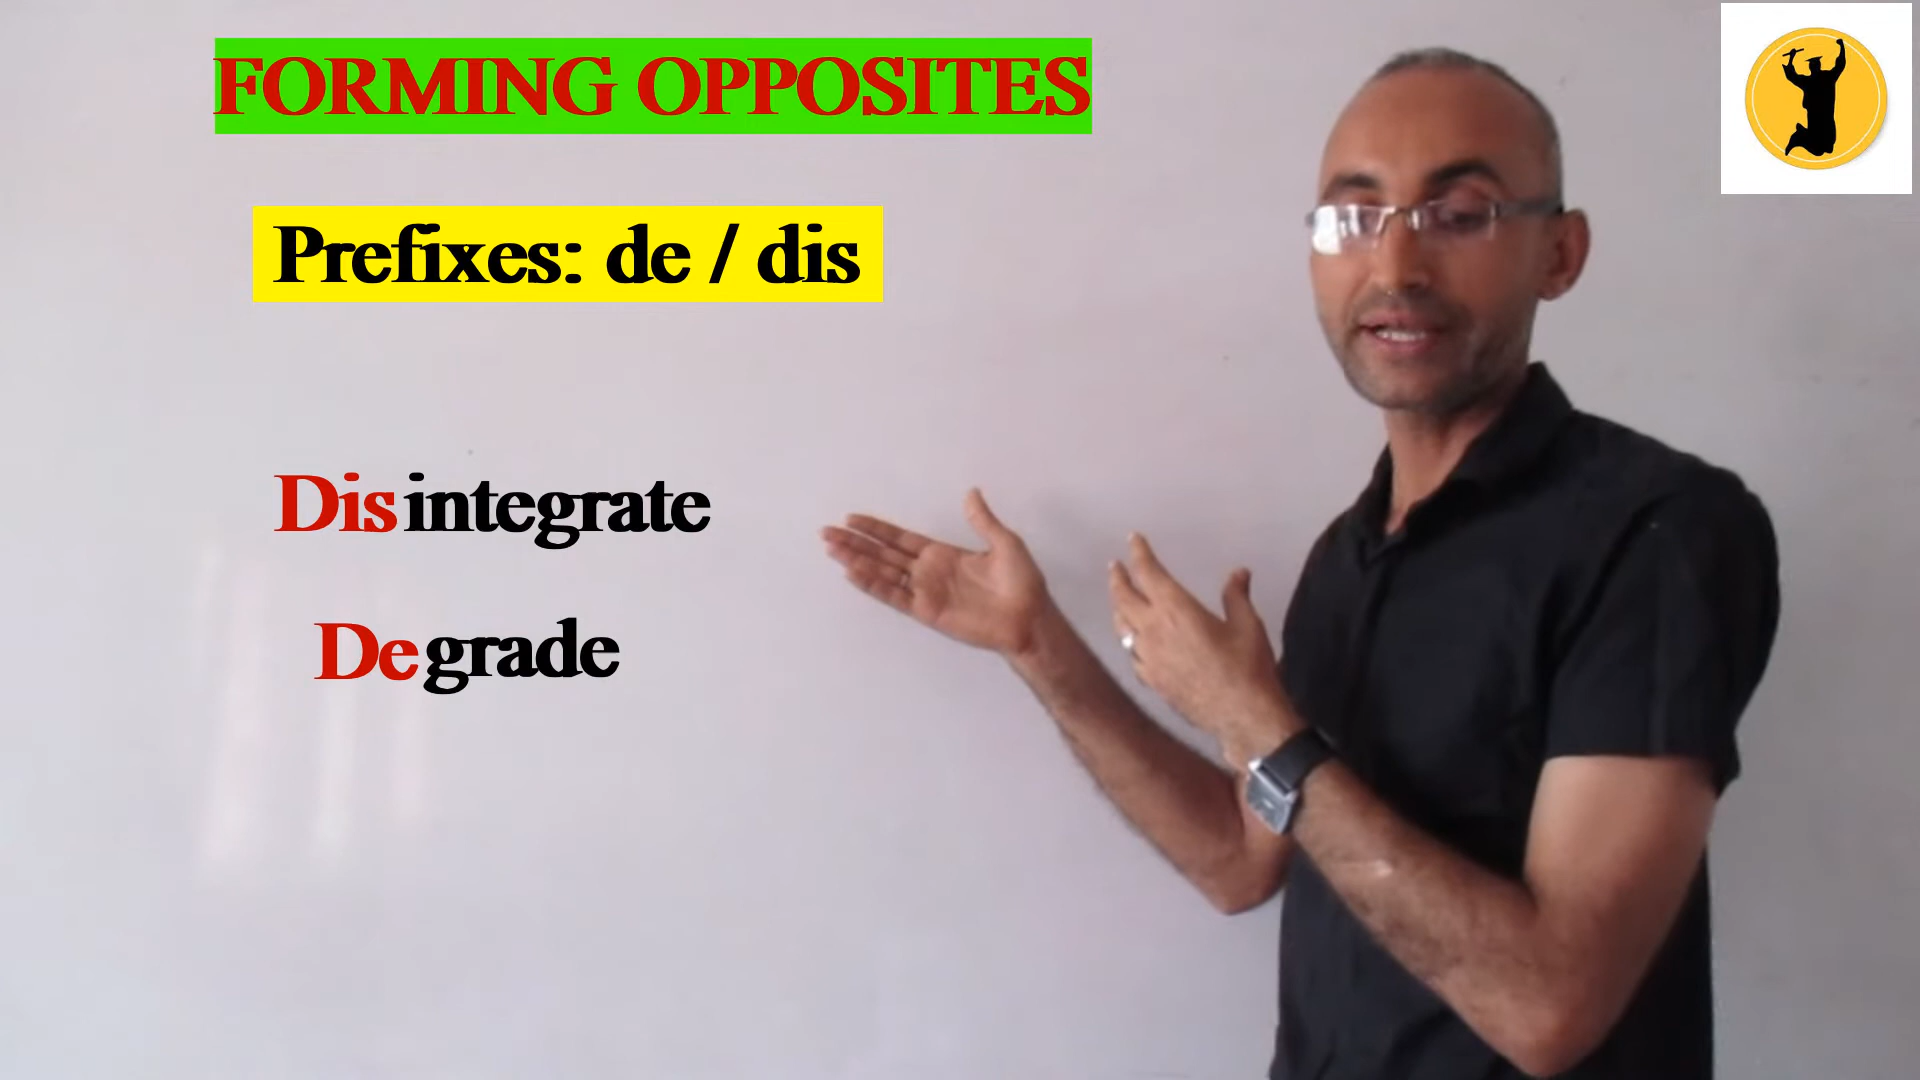 FORMING OPPOSITES
Prefixes: de / dis
Disintegrate
Degrade